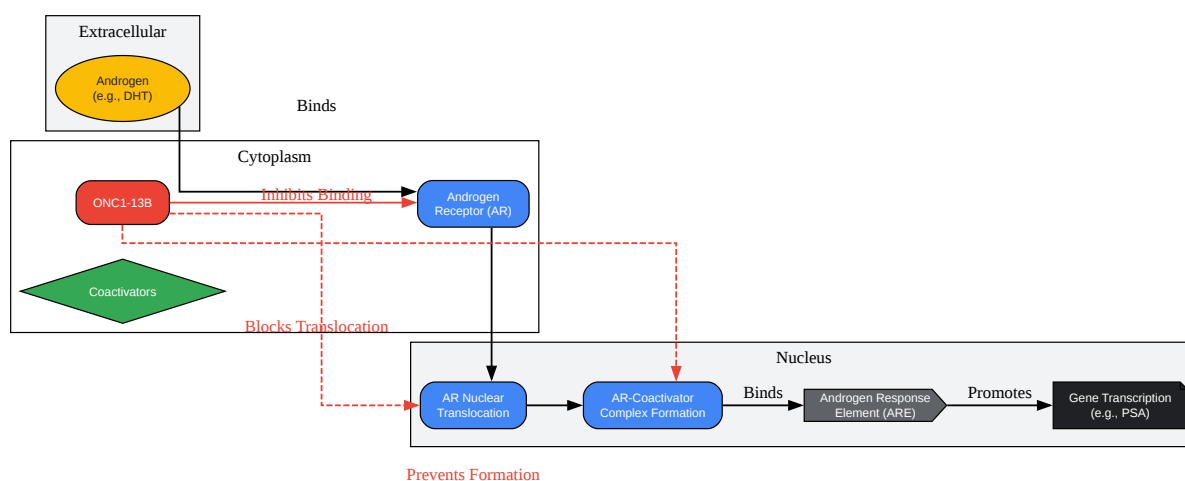 Extracellular
Androgen
(e.g., DHT)
Binds
Cytoplasm
ONC1-13B
Inhibits Binding
Androgen
Receptor (AR)
Coactivators
Blocks Translocation
Nucleus
AR Nuclear
Translocation
AR-Coactivator
Complex Formation
Binds
Androgen Response
Element (ARE)
Promotes
Gene Transcription
(e.g., PSA)
Prevents Formation